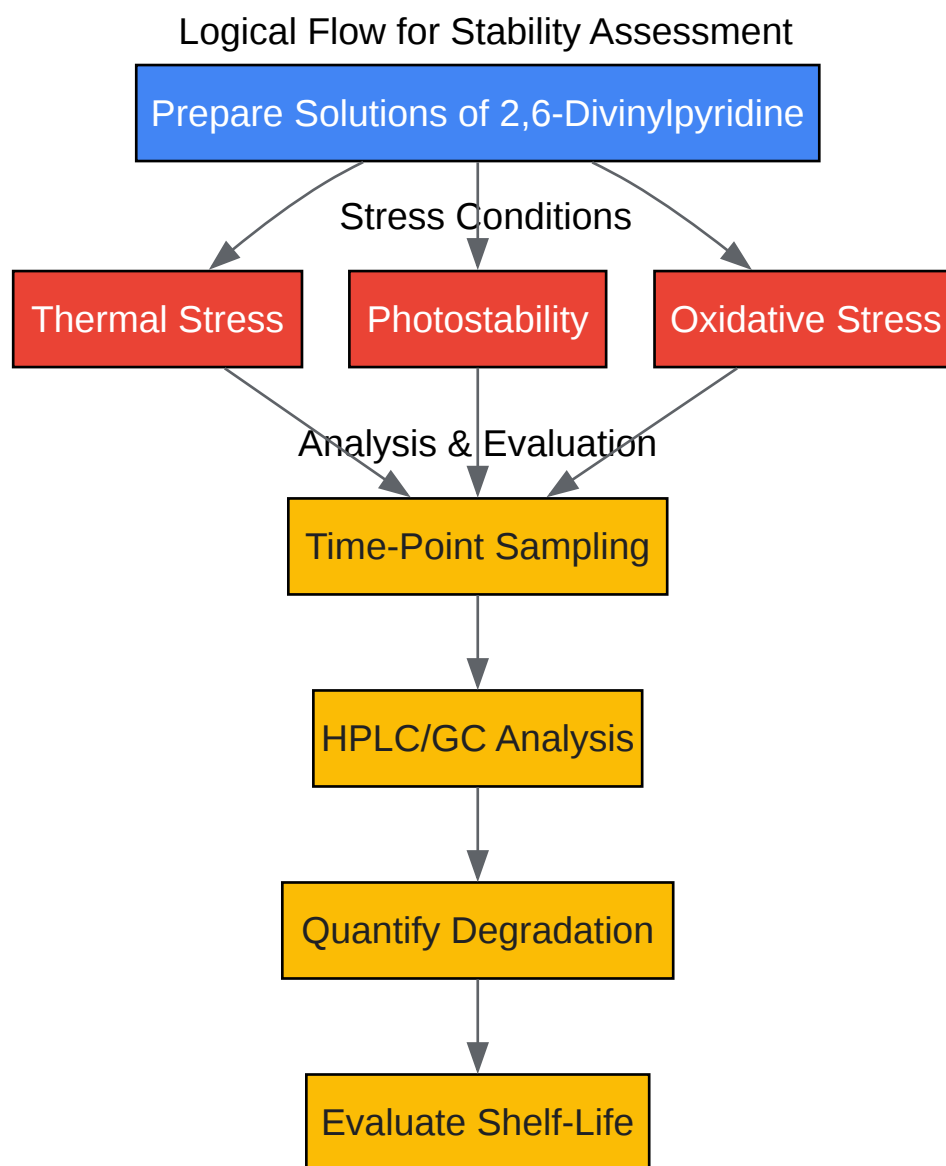 Logical Flow for Stability Assessment
Prepare Solutions of 2,6-Divinylpyridine
Stress Conditions
Thermal Stress
Photostability
Oxidative Stress
Analysis & Evaluation
Time-Point Sampling
HPLC/GC Analysis
Quantify Degradation
Evaluate Shelf-Life